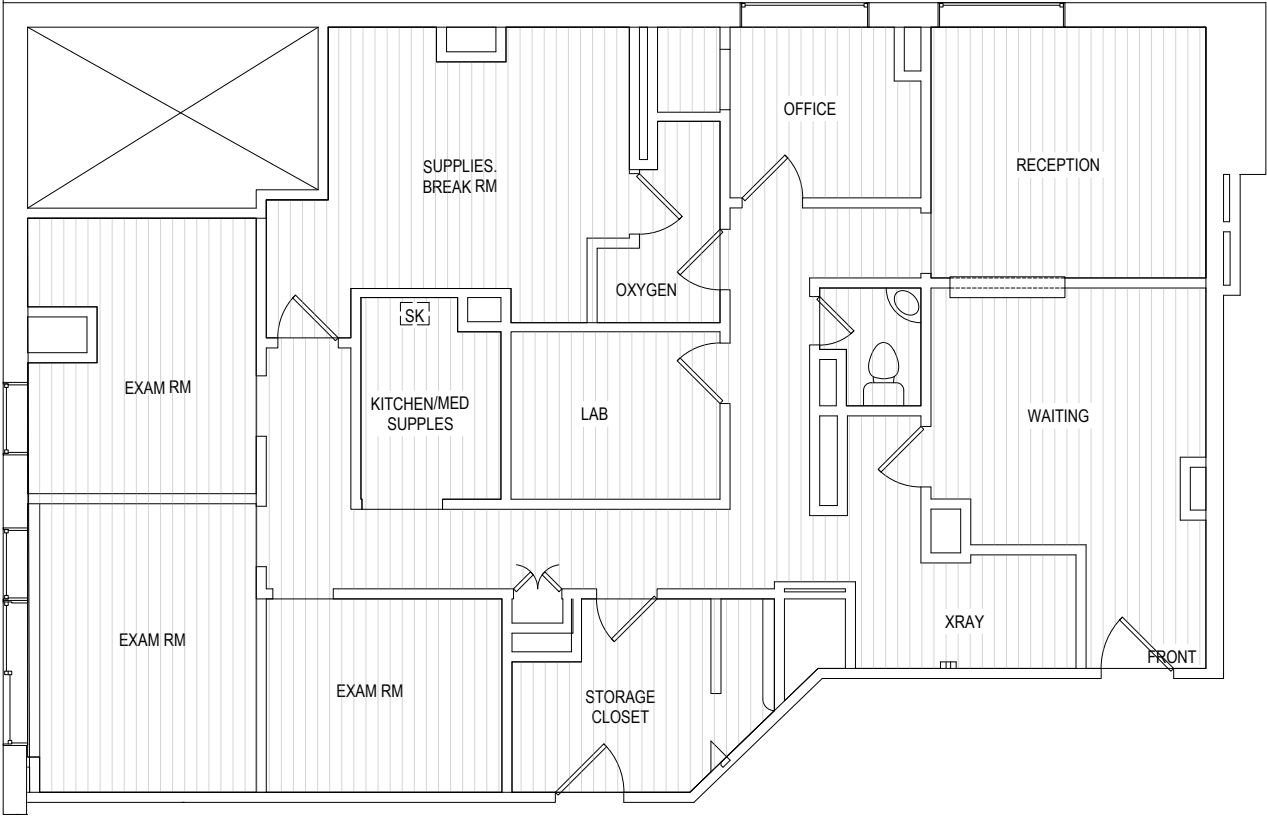 OFFICE
SUPPLIES.
BREAK RM
RECEPTION
OXYGEN
SK
EXAM RM
KITCHEN/MED
SUPPLES
LAB
WAITING
EXAM RM
XRAY
FRONT
EXAM RM
STORAGE
CLOSET